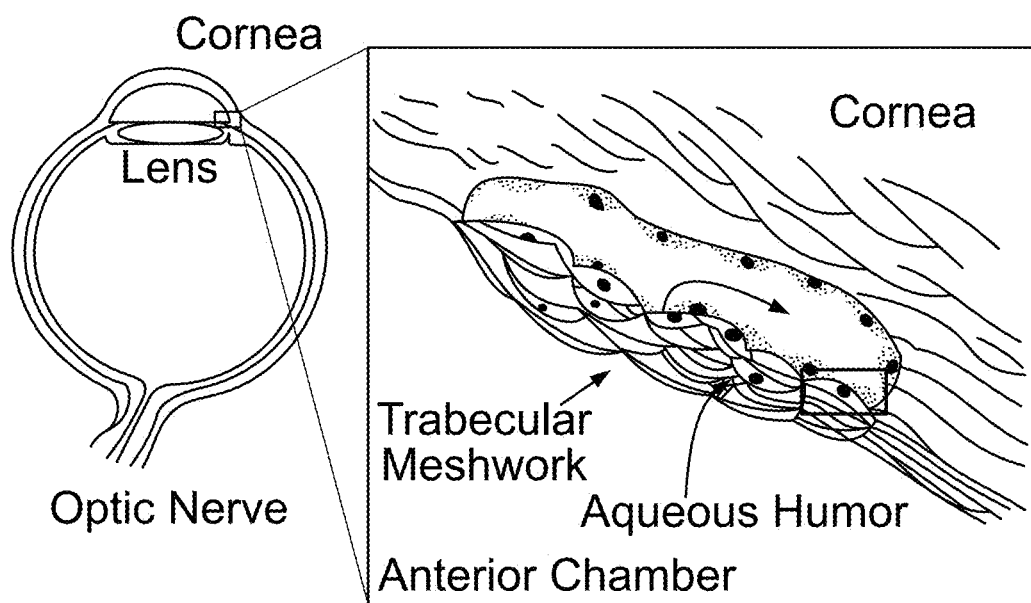 Cornea
Lens
Optic Nerve
Cornea
Trabecular
Meshwork
Aqueous Humor
Anterior Chamber